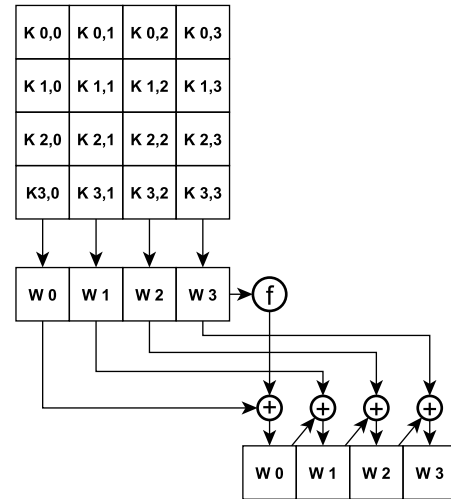 K 0,0 K 0,1 K 0,2 K 0,3
K 1,0 K 1,1 K 1,2 K 1,3
K 2,0 K 2,1 K 2,2 K 2,3
K3,0 K 3,1 K 3,2 K 3,3
W 0 W 1 W 2 W 3 f
+ + + +
W 0 W 1 W 2 W 3